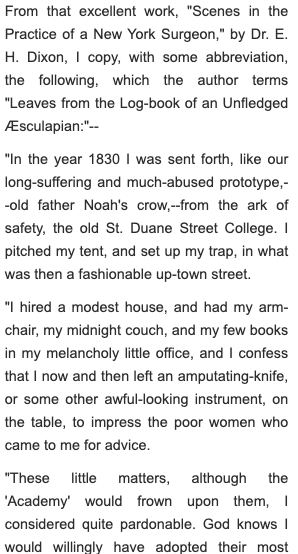 From that excellent work, "Scenes in the
Practice of a New York Surgeon," by Dr. E.
H. Dixon, I copy, with some abbreviation,
the following, which the author terms
"Leaves from the Log-book of an Unfledged
Æsculapian:"--
"In the year 1830 I was sent forth, like our
long-suffering and much-abused prototype,-
-old father Noah's crow,--from the ark of
safety, the old St. Duane Street College. I
pitched my tent, and set up my trap, in what
was then a fashionable up-town street.
"I hired a modest house, and had my arm-
chair, my midnight couch, and my few books
in my melancholy little office, and I confess
that I now and then left an amputating-knife,
or some other awful-looking instrument, on
the table, to impress the poor women who
came to me for advice.
"These little matters, although the
'Academy' would frown upon them, I
considered quite pardonable. God knows I
would willingly have adopted their most